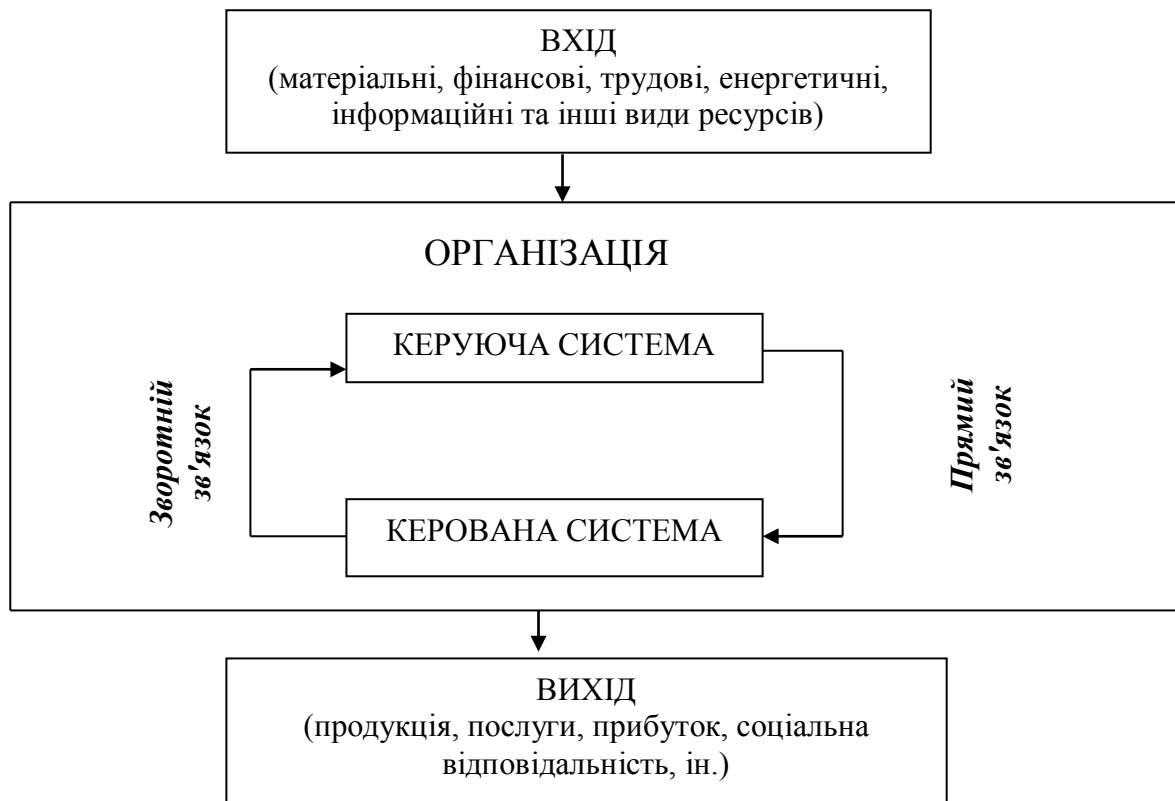 ВХІД
(матеріальні, фінансові, трудові, енергетичні,
інформаційні та інші види ресурсів)
ОРГАНІЗАЦІЯ
КЕРУЮЧА СИСТЕМА
Зворотній
зв'язок
Прямий
зв'язок
КЕРОВАНА СИСТЕМА
ВИХІД
(продукція, послуги, прибуток, соціальна
відповідальність, ін.)